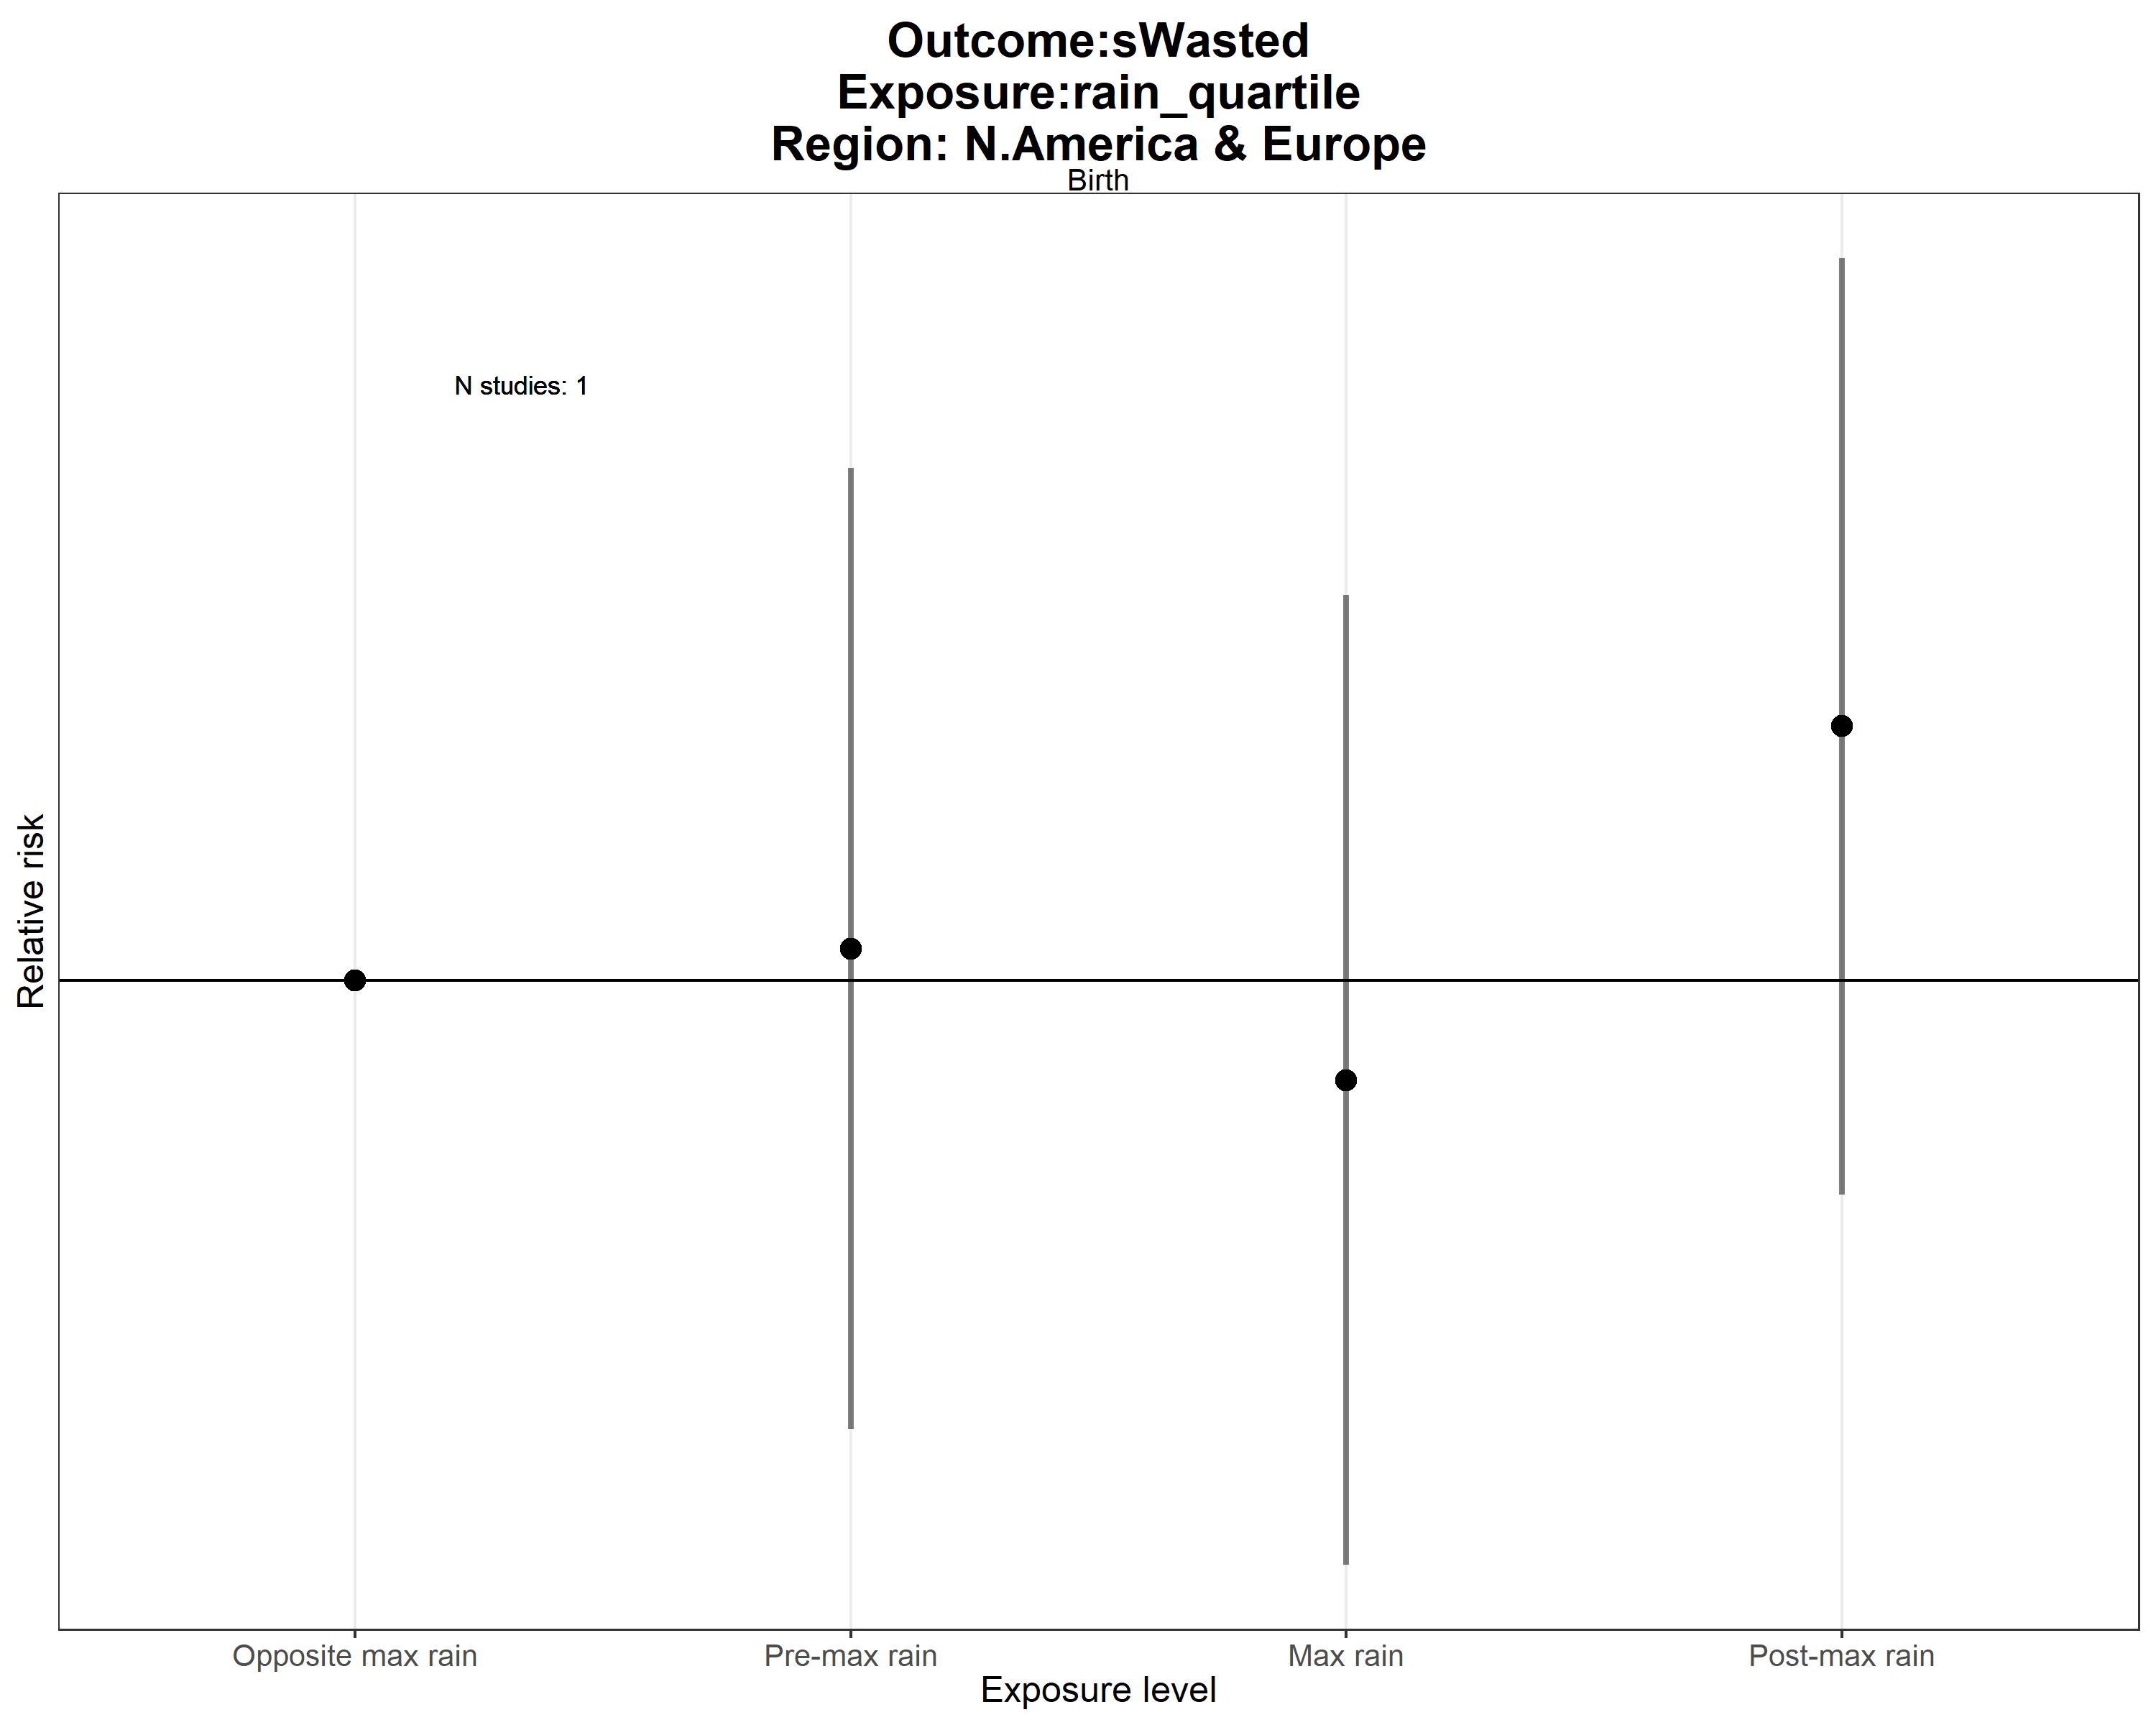 Outcome:sWasted
Exposure:rain_quartile
Region: N.America & Europe
Birth
N studies: 1
Relative risk
Opposite max rain
Pre-max rain
Max rain
Post-max rain
Exposure level